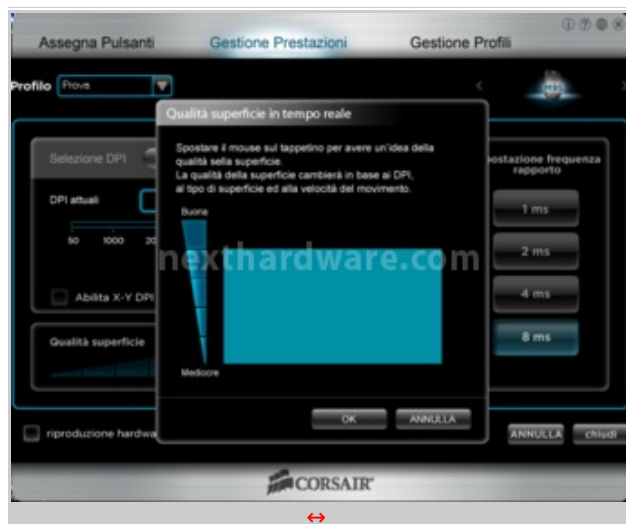 Assegna Pulsanti
Gestione Prestazioni
Gestione Profili
Profilo
Prova
Qualità superficie in tempo reale
Spostare il mouse sul tappetino per avere un'idea della
qualità sella superficie.
La qualità della superficie cambierà in base ai DPI,
al tipo di superficie ed alla velocità del movimento.
Buona
Mediocre
OK
ANNULLA
Selezione DPI
DPI attuali
50 1000 20
Abilita X-Y DPI
Qualità superficie
ostazione frequenza
rapporto
1 ms
2 ms
4 ms
8 ms
nexthardware.com
riproduzione hardwa
ANNULLA
chiudi
CORSAIR